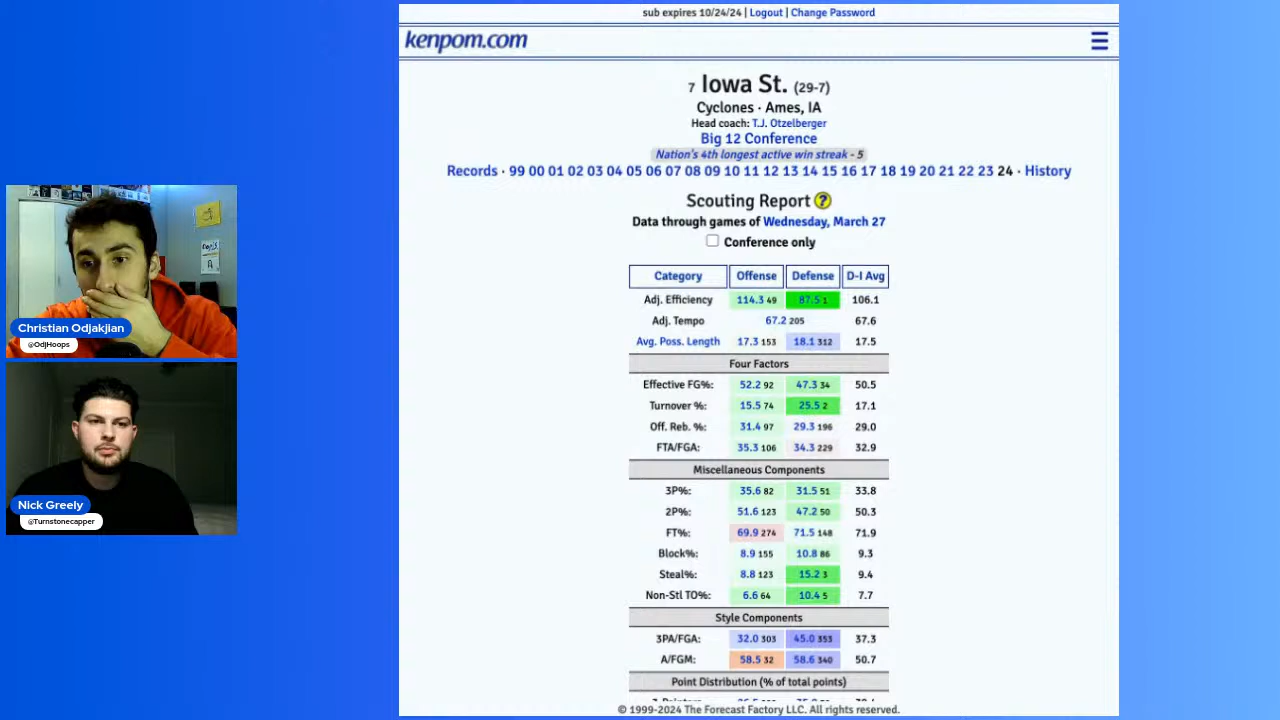 sub expires 10/24/24 | Logout | Change Password
kenpom.com
7 Iowa St. (29-7)
Cyclones · Ames, IA
Head coach: T.J. Otzelberger
Big 12 Conference
Nation's 4th longest active win streak - 5
Records · 99 00 01 02 03 04 05 06 07 08 09 10 11 12 13 14 15 16 17 18 19 20 21 22 23 24 · History
Scouting Report ?
Data through games of Wednesday, March 27
Conference only
Category Offense Defense D-I Avg
Adj. Efficiency 114.3 49 87.5 1 106.1
Adj. Tempo 67.2 205 67.6
Avg. Poss. Length 17.3 153 18.1 312 17.5
Four Factors
Effective FG%: 52.2 92 47.3 34 50.5
Turnover %: 15.5 74 25.5 2 17.1
Off. Reb. %: 31.4 97 29.3 196 29.0
FTA/FGA: 35.3 106 34.3 229 32.9
Miscellaneous Components
3P%: 35.6 82 31.5 51 33.8
2P%: 51.6 123 47.2 50 50.3
FT%: 69.9 274 71.5 148 71.9
Block%: 8.9 155 10.8 86 9.3
Steal%: 8.8 123 15.2 3 9.4
Non-Stl TO%: 6.6 64 10.4 5 7.7
Style Components
3PA/FGA: 32.0 303 45.0 353 37.3
A/FGM: 58.5 32 58.6 340 50.7
Point Distribution (% of total points)
© 1999-2024 The Forecast Factory LLC. All rights reserved.
Christian Odjakjian
@OdjHoops
Nick Greely
@Turnstonecapper